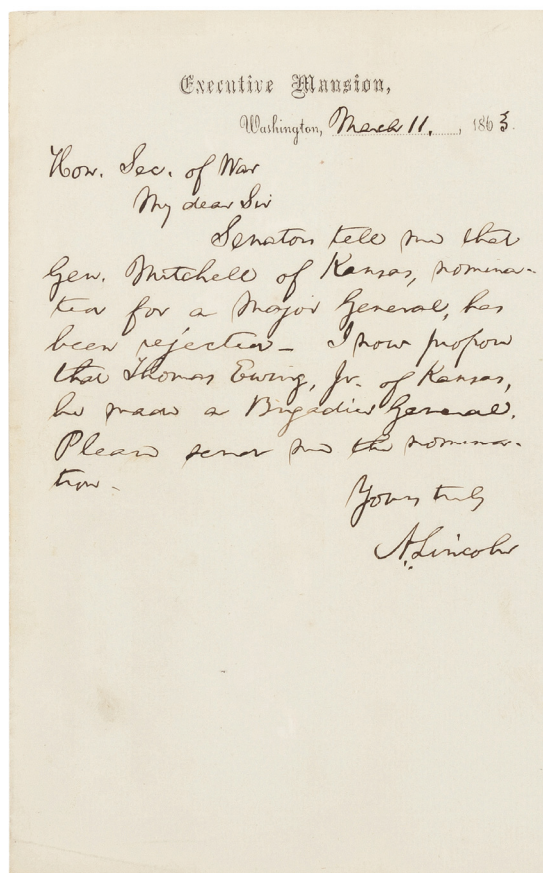 Executive Mansion,
Washington, March 11, 1863.
Hon. Sec. of War
My dear Sir
Senators tell me that
Gen. Mitchell of Kansas, nomina-
ted for a Major General, has
been rejected— I now propose
that Thomas Ewing, Jr. of Kansas,
be made a Brigadier General.
Please send me the nomina-
tion—
Yours truly
A. Lincoln